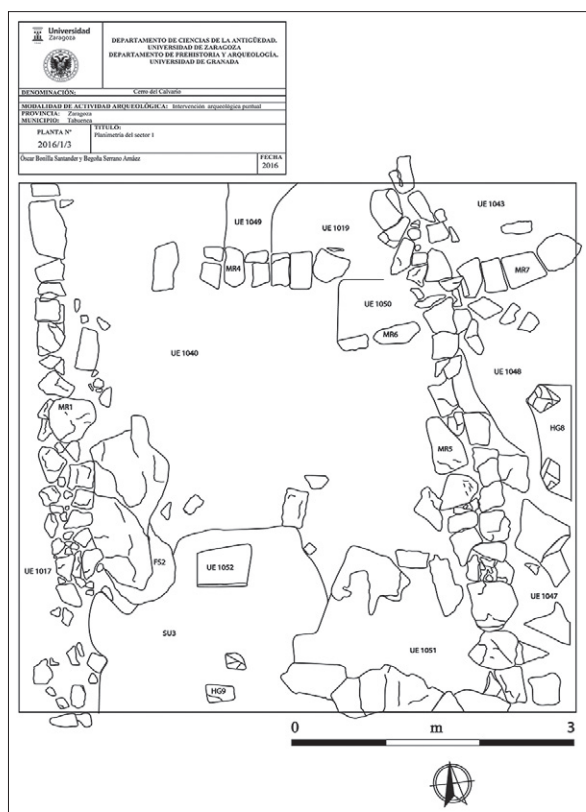 Universidad
Zaragoza
DEPARTAMENTO DE CIENCIAS DE LA ANTIGÜEDAD.
UNIVERSIDAD DE ZARAGOZA
DEPARTAMENTO DE PREHISTORIA Y ARQUEOLOGÍA.
UNIVERSIDAD DE GRANADA
DENOMINACIÓN: Cerro del Calvario
MODALIDAD DE ACTIVIDAD ARQUEOLÓGICA: Intervención arqueológica puntual
PROVINCIA: Zaragoza
MUNICIPIO: Tabuenca
PLANTA Nº
2016/1/3
TITULO:
Planimetría del sector 1
Óscar Bonilla Santander y Begoña Serrano Arnáez
FECHA
2016
UE 1049
UE 1019
UE 1043
MR4
MR7
UE 1050
MR6
UE 1040
UE 1048
MR1
HG8
MR5
FS2
UE 1052
UE 1017
UE 1047
SU3
UE 1051
HG9
0 m 3